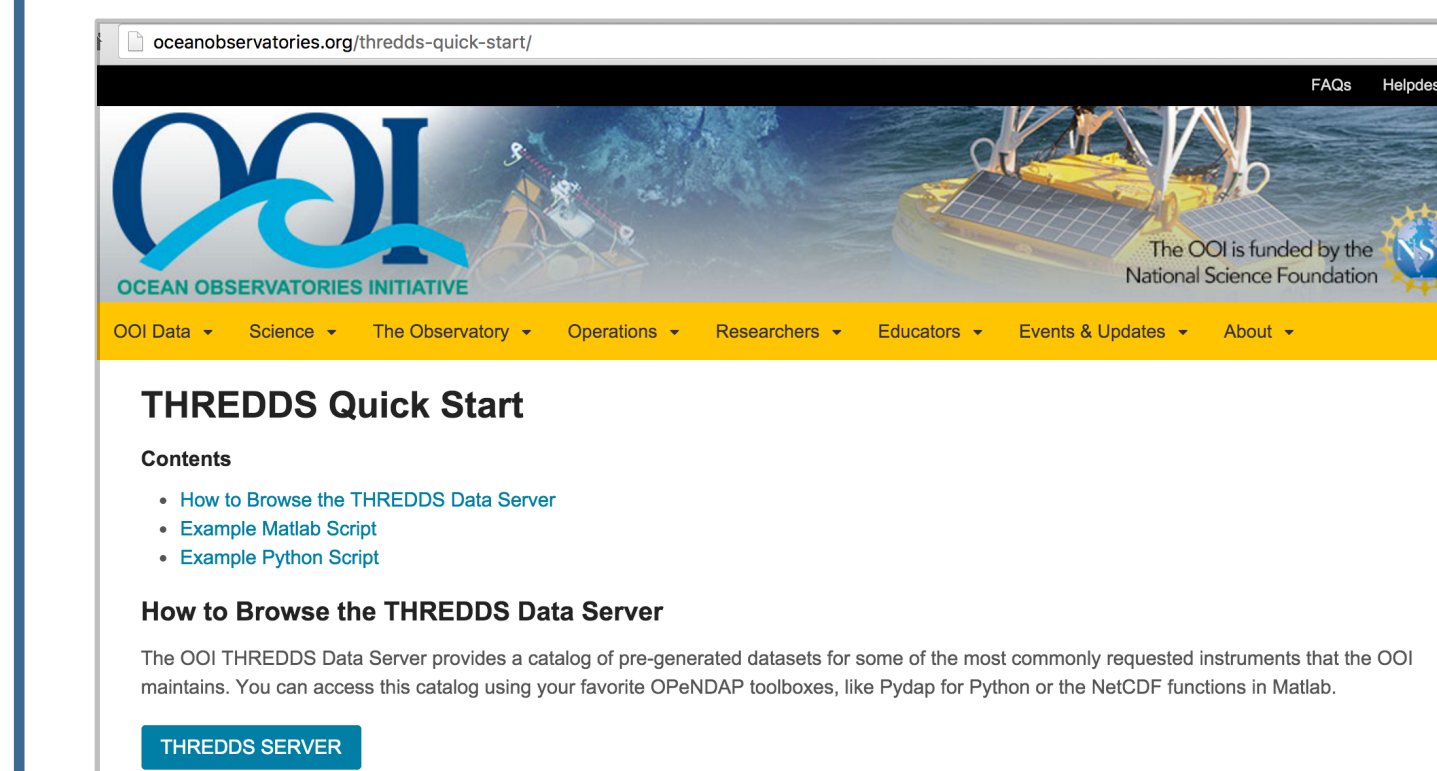 oceanobservatories.org/thredds-quick-start/
FAQs
OOI
The OOI is funded by the
National Science Foundation
OCEAN OBSERVATORIES INITIATIVE
OOI Data Science The Observatory Operations Researchers Educators Events & Updates About
THREDDS Quick Start
Contents
• How to Browse the THREDDS Data Server
• Example Matlab Script
• Example Python Script
How to Browse the THREDDS Data Server
The OOI THREDDS Data Server provides a catalog of pre-generated datasets for some of the most commonly requested instruments that the OOI
maintains. You can access this catalog using your favorite OPeNDAP toolboxes, like Pydap for Python or the NetCDF functions in Matlab.
THREDDS SERVER